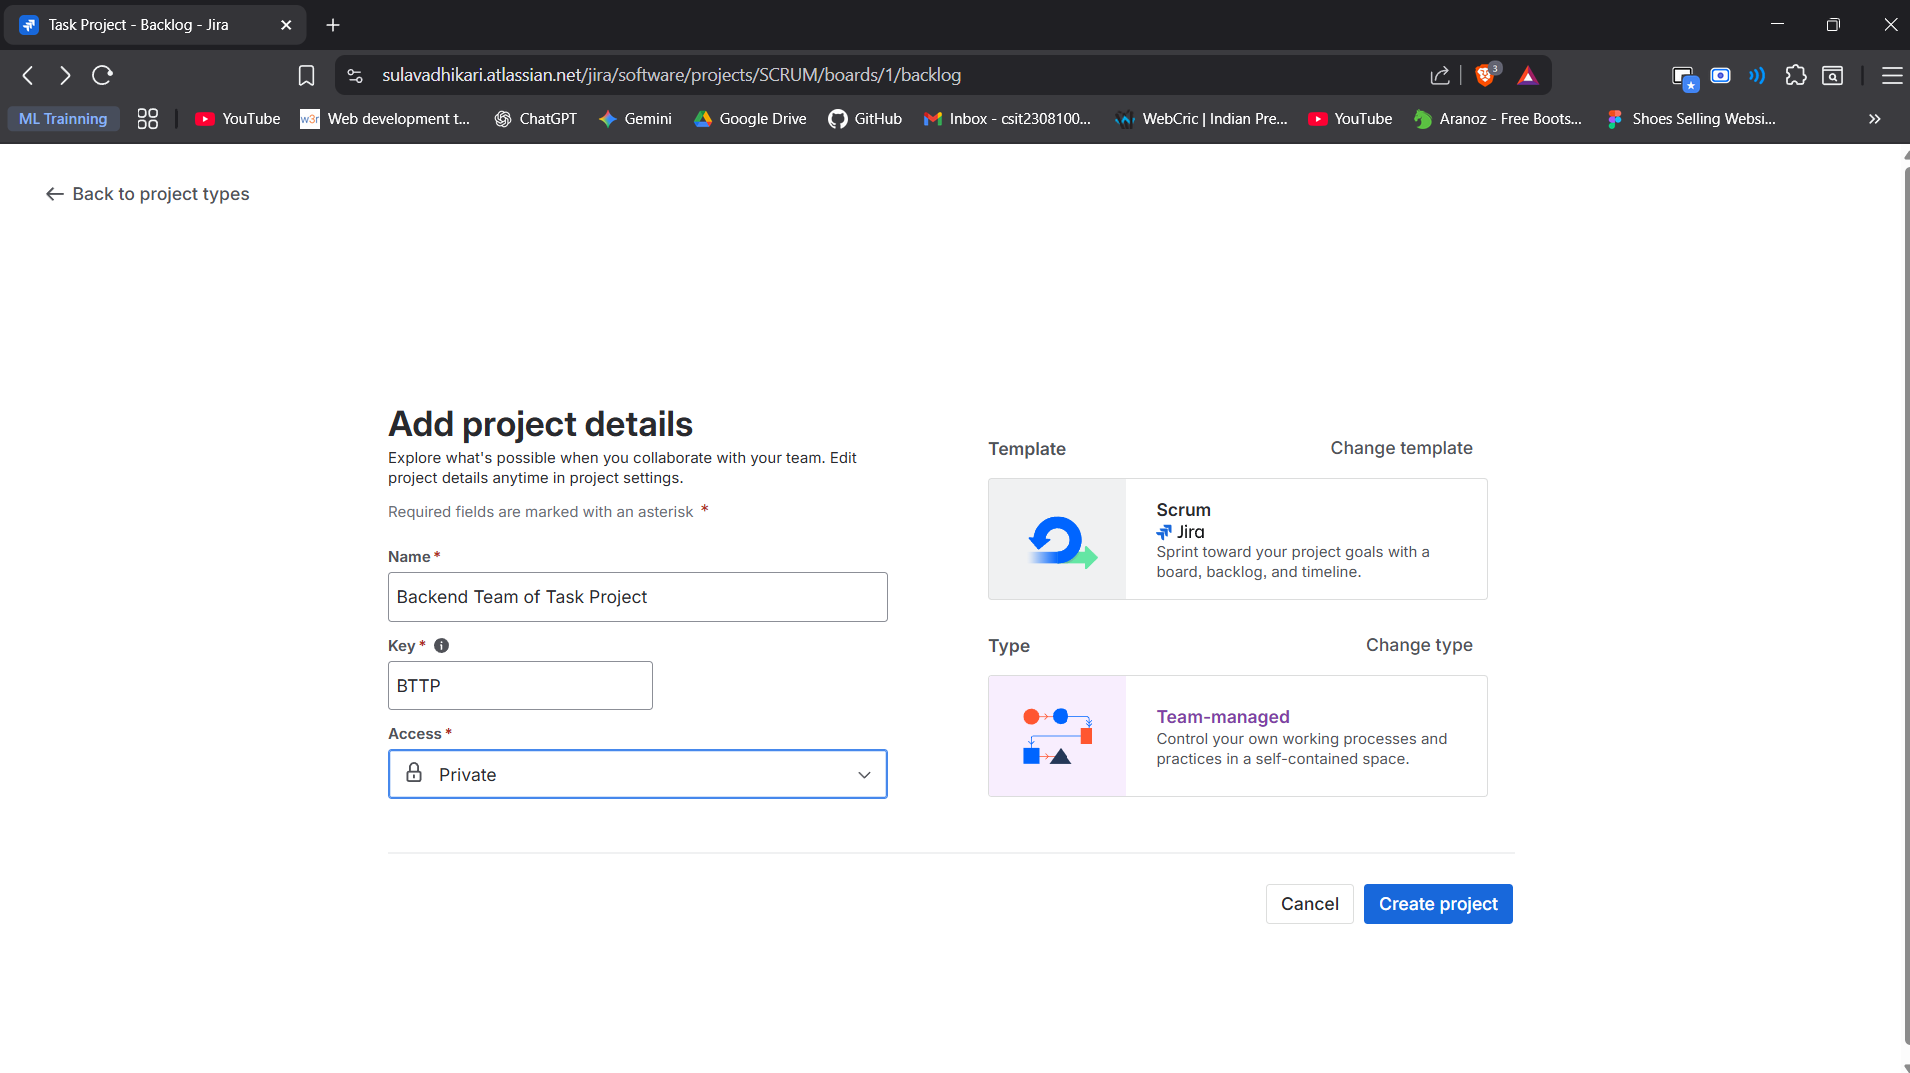 Task Project - Backlog - Jira
sulavadhikari.atlassian.net/jira/software/projects/SCRUM/boards/1/backlog
3
ML Trainning
YouTube
w3r
Web development t...
ChatGPT
Gemini
Google Drive
GitHub
Inbox - csit2308100...
WebCric | Indian Pre...
YouTube
Aranoz - Free Boots...
Shoes Selling Websi...
Back to project types
Add project details
Explore what's possible when you collaborate with your team. Edit
project details anytime in project settings.
Required fields are marked with an asterisk *
Name *
Backend Team of Task Project
Key *
BTTP
Access *
Private
Template
Change template
Scrum
Jira
Sprint toward your project goals with a
board, backlog, and timeline.
Type
Change type
Team-managed
Control your own working processes and
practices in a self-contained space.
Cancel
Create project